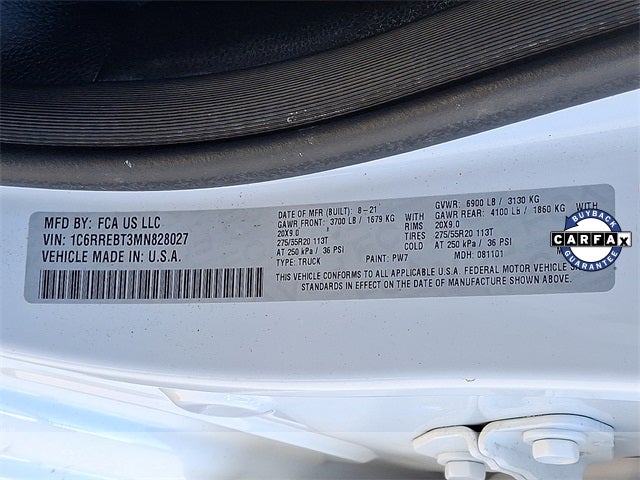 MFD BY: FCA US LLC
VIN: 1C6RREBT3MN828027
VEHICLE MADE IN: U.S.A.
DATE OF MFR (BUILT): 8-21
GVWR: 6900 LB / 3130 KG
GAWR FRONT: 3700 LB / 1679 KG WITH GAWR REAR: 4100 Lb / 1860 KG WITH
20X9.0 RIMS 20X9.0
275/55R20 113T TIRES 275/55R20 113T
AT 250 kPa / 36 PSI COLD AT 250 kPa / 36 PSI
TYPE: TRUCK PAINT: PW7 MDH: 081101
THIS VEHICLE CONFORMS TO ALL APPLICABLE U.S.A. FEDERAL MOTOR VEHICLE
STANDARDS IN EFFECT ON THE DATE OF MANUFACTURE SHOWN ABOVE.
BUYBACK
CARFAX
GUARANTEE